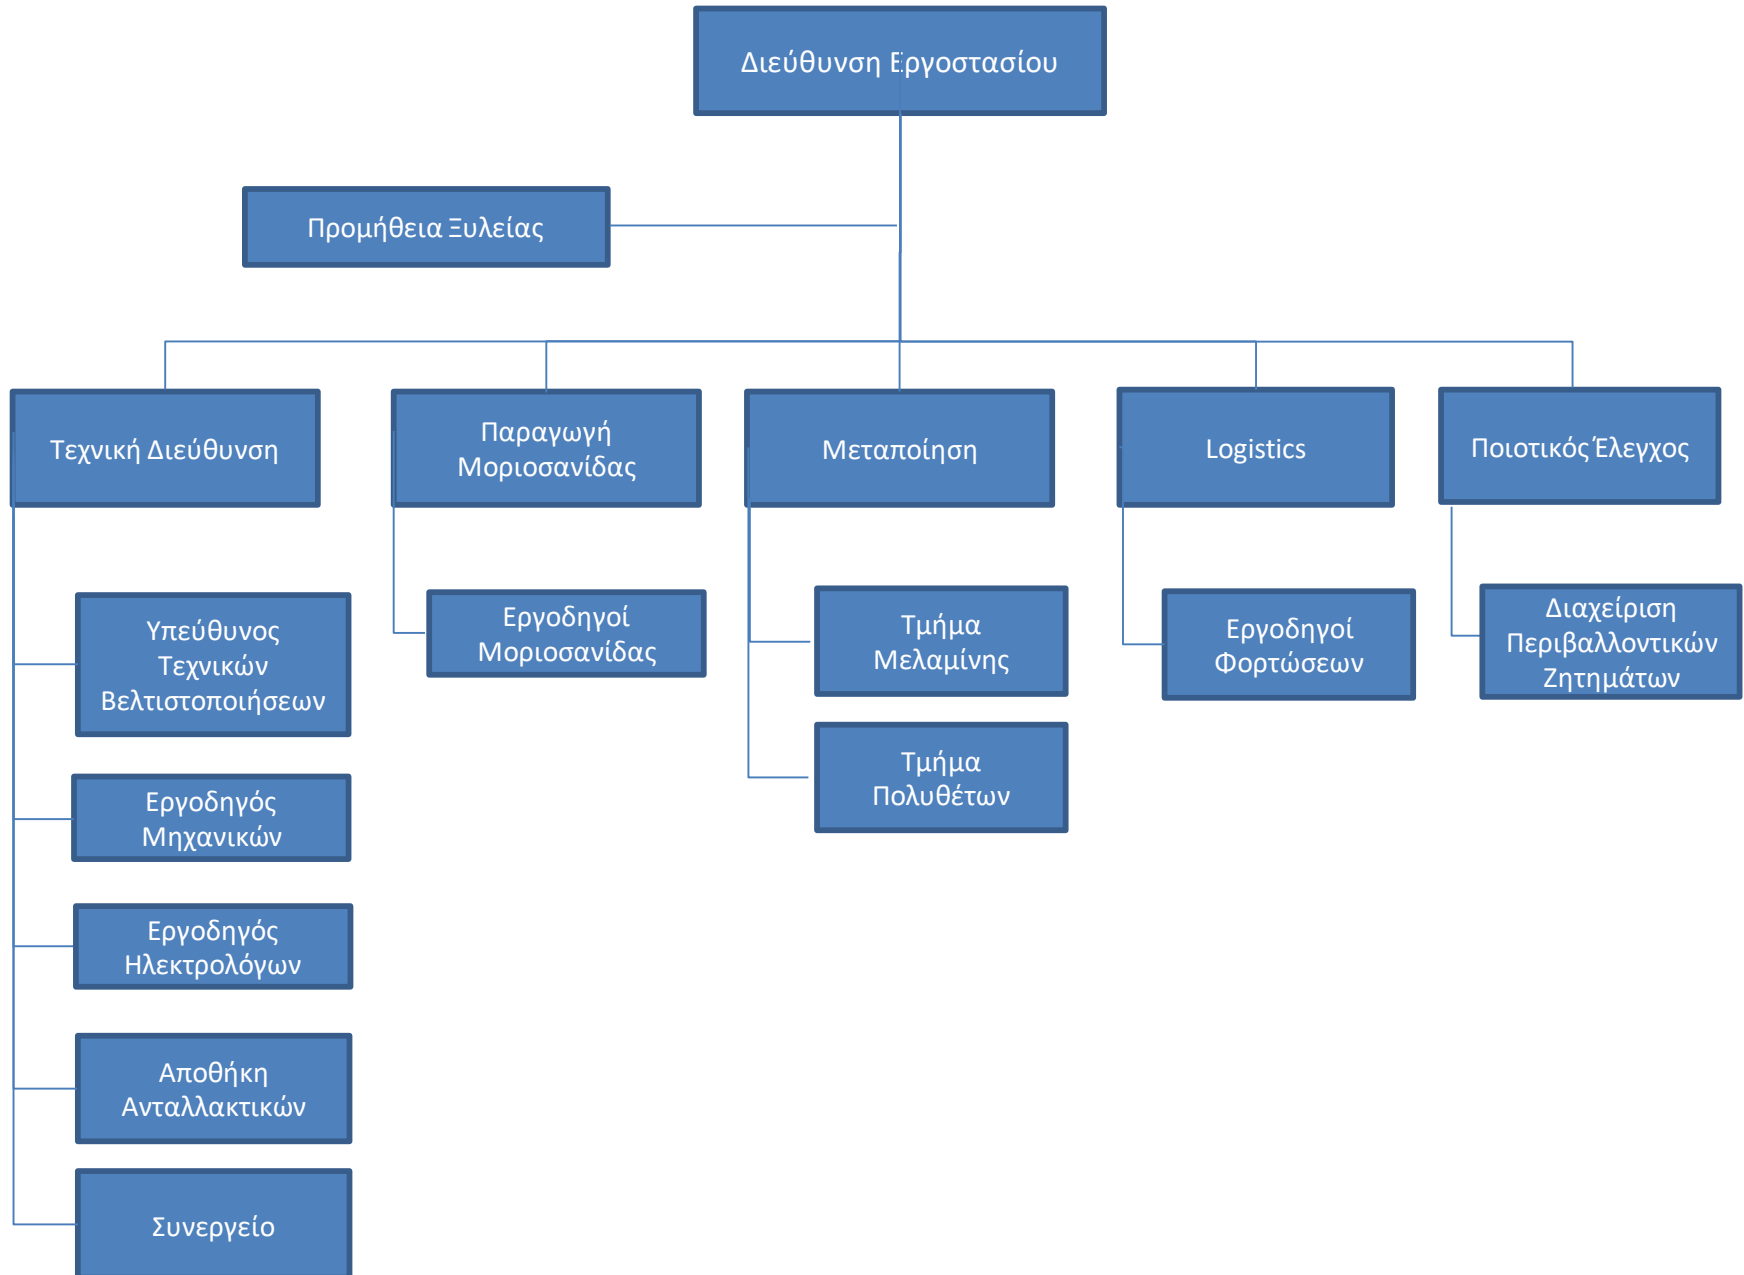 Διεύθυνση Εργοστασίου
Προμήθεια Ξυλείας
Τεχνική Διεύθυνση
Παραγωγή
Μοριοσανίδας
Μεταποίηση
Logistics
Ποιοτικός Έλεγχος
Υπεύθυνος
Τεχνικών
Βελτιστοποιήσεων
Εργοδηγός
Μηχανικών
Εργοδηγός
Ηλεκτρολόγων
Αποθήκη
Ανταλλακτικών
Συνεργείο
Εργοδηγοί
Μοριοσανίδας
Τμήμα
Μελαμίνης
Τμήμα
Πολυθέτων
Εργοδηγοί
Φορτώσεων
Διαχείριση
Περιβαλλοντικών
Ζητημάτων